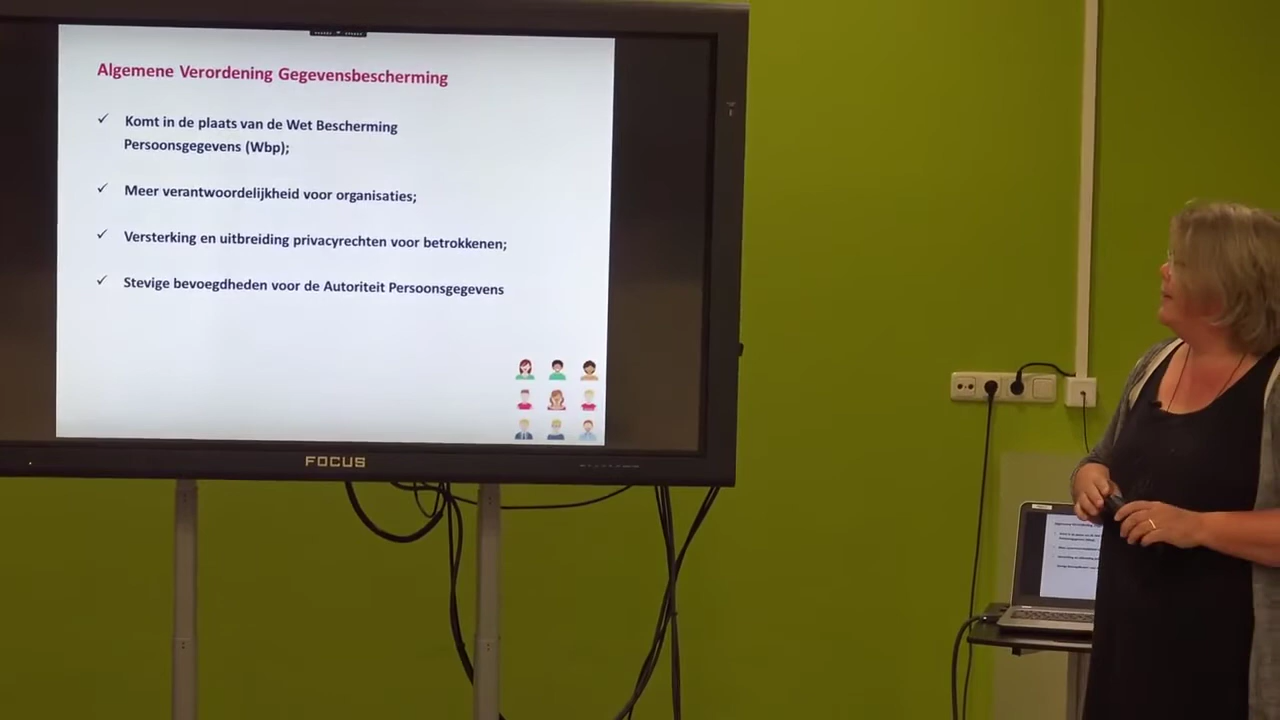 Algemene Verordening Gegevensbescherming
✓ Komt in de plaats van de Wet Bescherming
Persoonsgegevens (Wbp);
✓ Meer verantwoordelijkheid voor organisaties;
✓ Versterking en uitbreiding privacyrechten voor betrokkenen;
✓ Stevige bevoegdheden voor de Autoriteit Persoonsgegevens
FOCUS